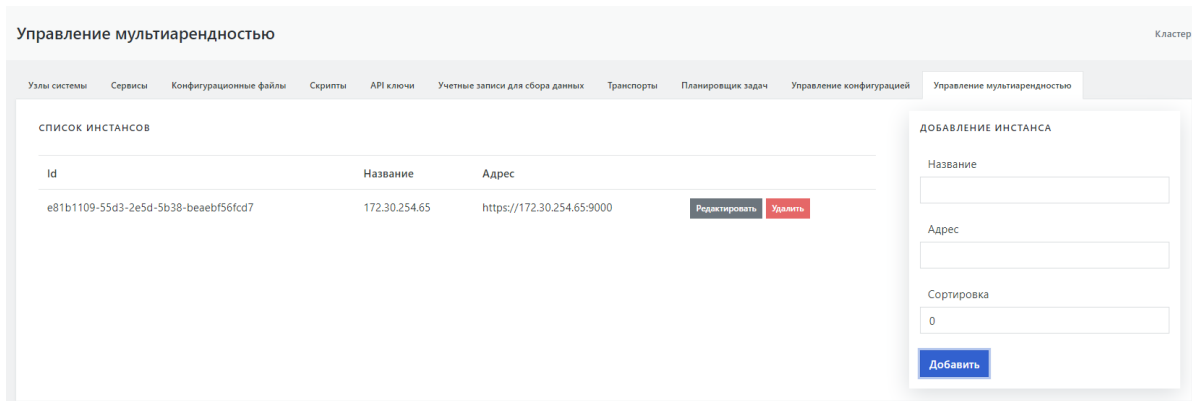 Управление мультиарендностью
Кластер
Узлы системы Сервисы Конфигурационные файлы Скрипты API ключи Учетные записи для сбора данных Транспорты Планировщик задач Управление конфигурацией Управление мультиарендностью
СПИСОК ИНСТАНСОВ
Id Название Адрес
e81b1109-55d3-2e5d-5b38-beaebf56fcd7 172.30.254.65 https://172.30.254.65:9000 Редактировать Удалить
ДОБАВЛЕНИЕ ИНСТАНСА
Название
Адрес
Сортировка
0
Добавить